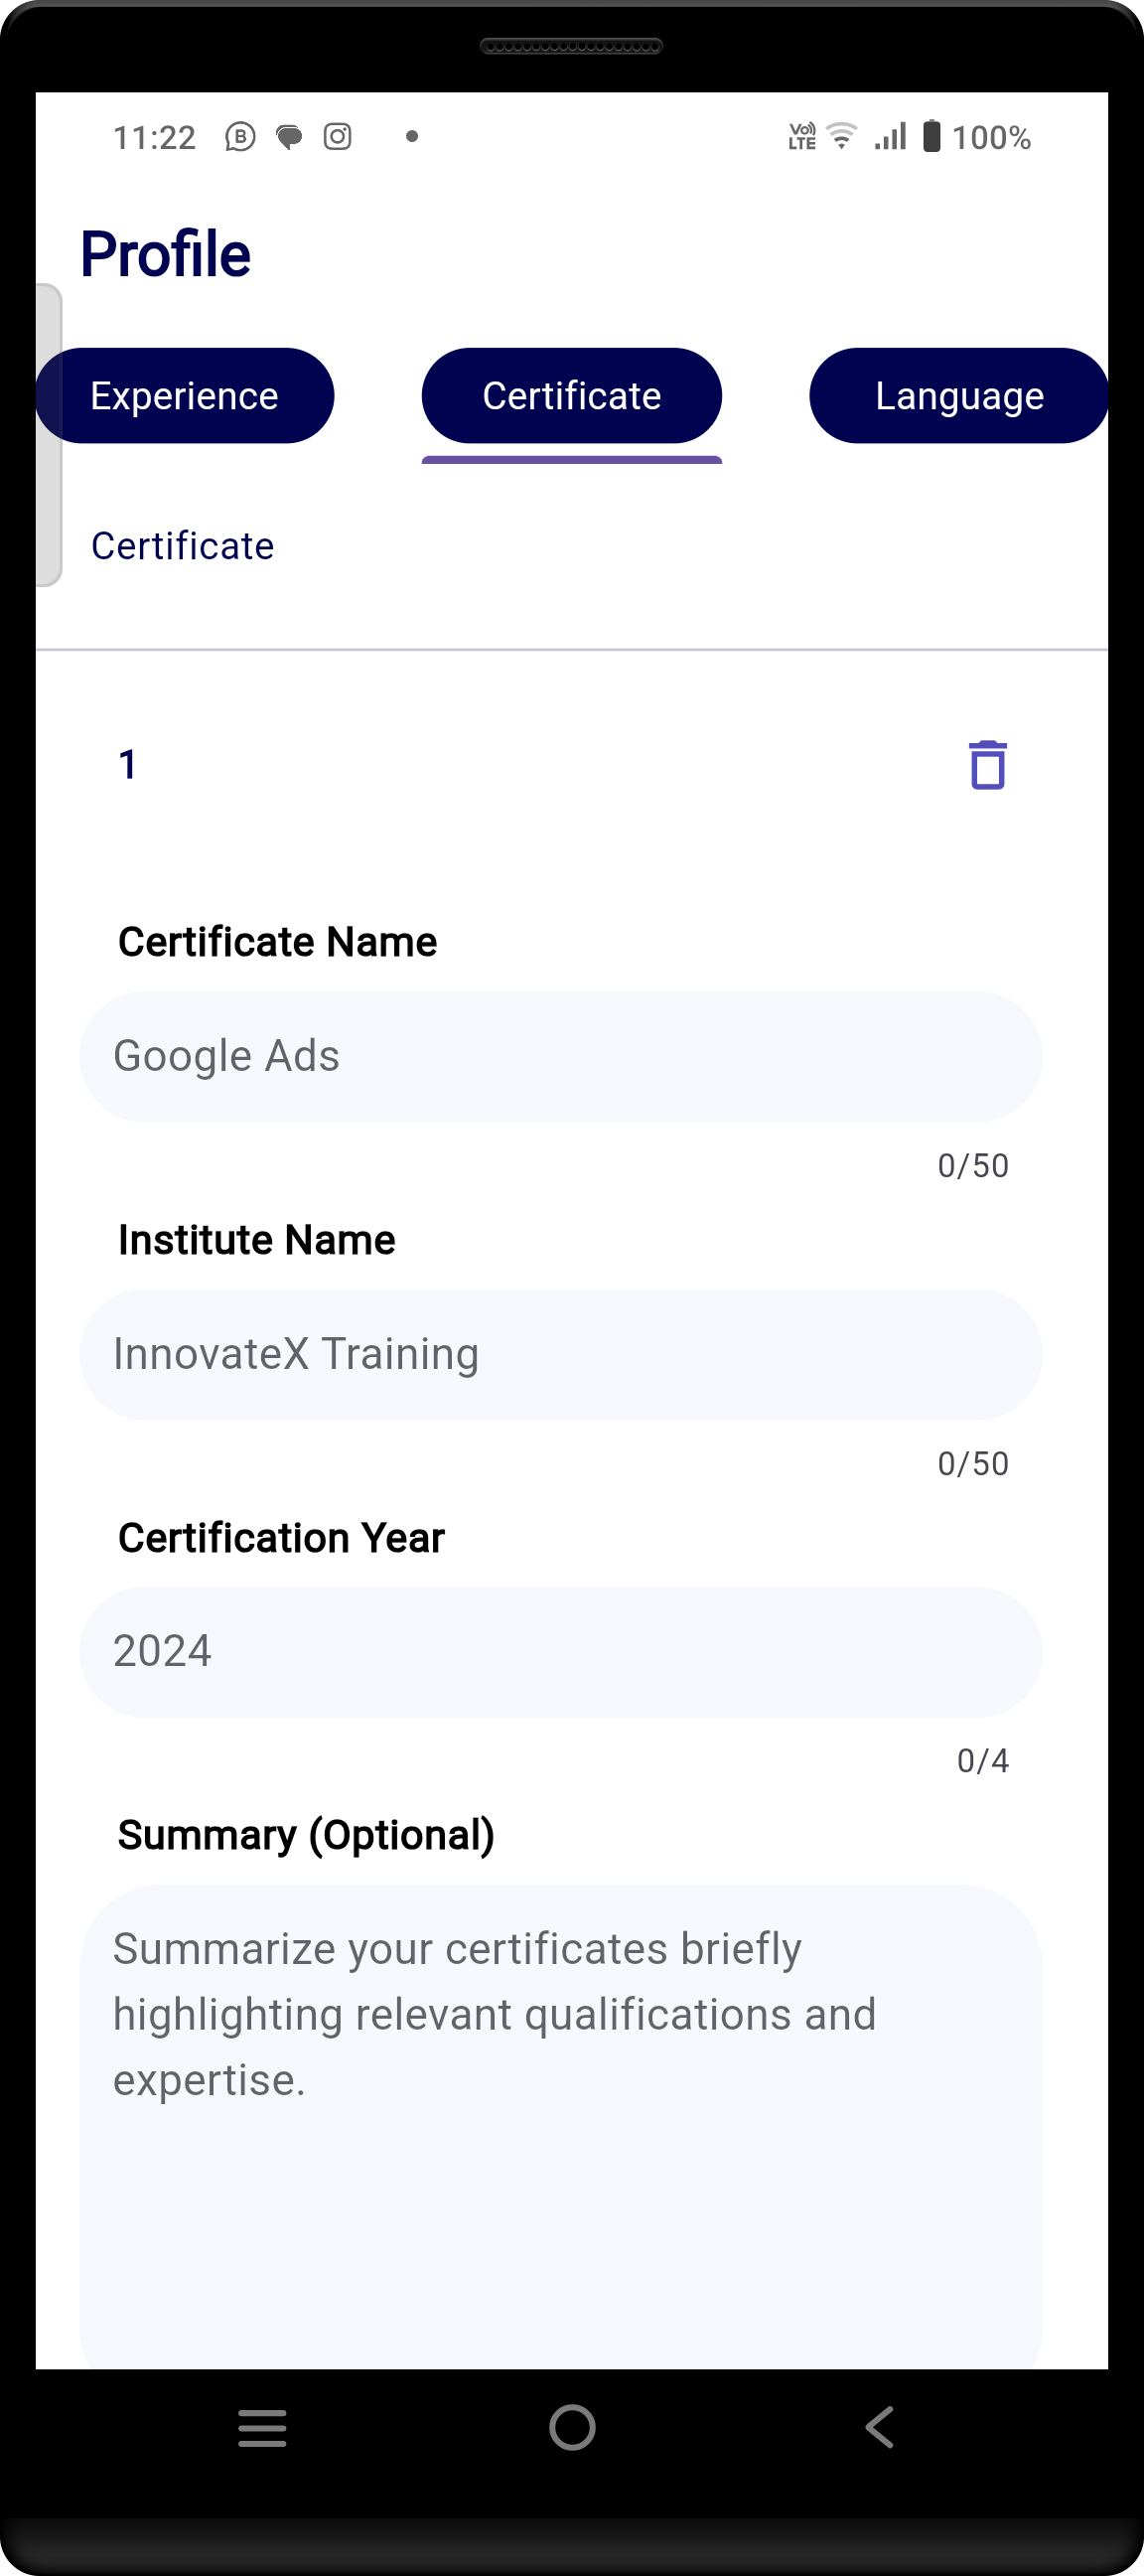 11:22
Vo) LTE 100%
Profile
Experience Certificate Language
Certificate
1
Certificate Name
Google Ads
0/50
Institute Name
InnovateX Training
0/50
Certification Year
2024
0/4
Summary (Optional)
Summarize your certificates briefly
highlighting relevant qualifications and
expertise.